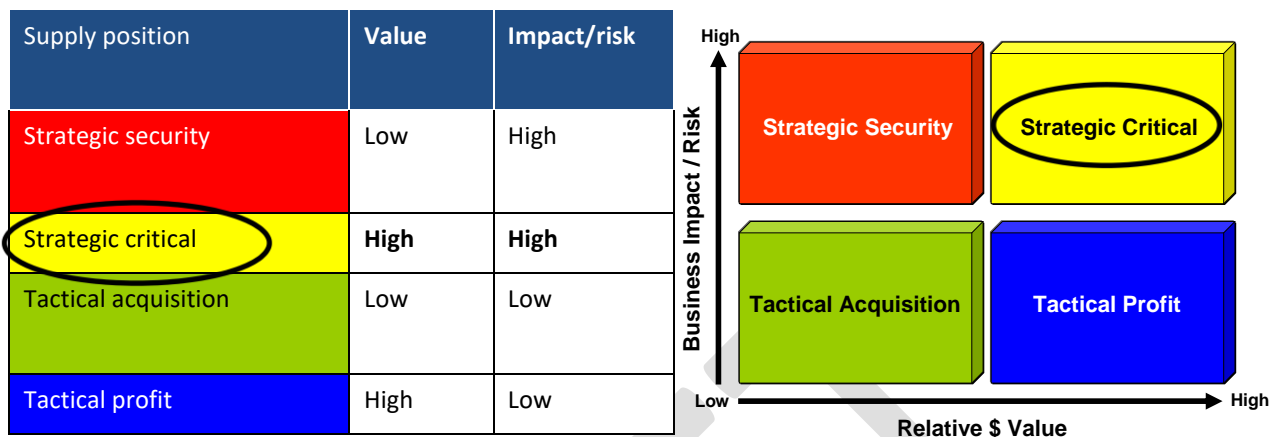 Supply position Value Impact/risk
Strategic security Low High
Strategic critical High High
Tactical acquisition Low Low
Tactical profit High Low
High
Business Impact / Risk
Strategic Security Strategic Critical
Tactical Acquisition Tactical Profit
Low High
Relative $ Value